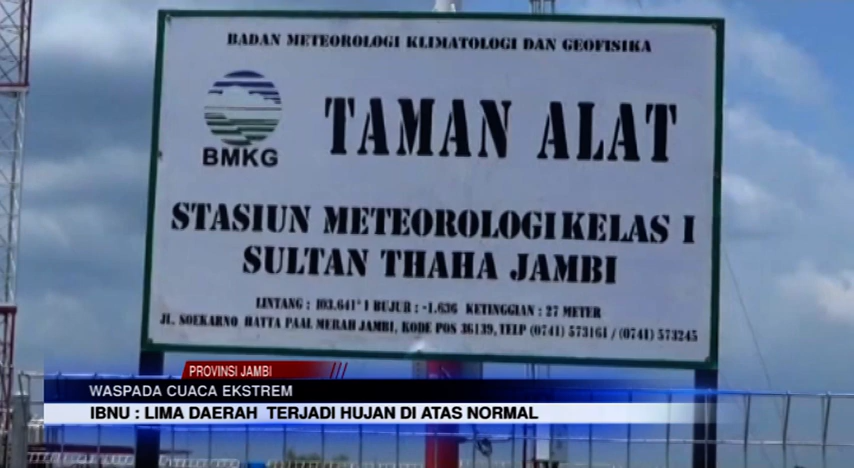 BADAN METEOROLOGI KLIMATOLOGI DAN GEOFISIKA
BMKG
TAMAN ALAT
STASIUN METEOROLOGI KELAS I
SULTAN THAHA JAMBI
LINTANG : 103.641° I BUJUR : -1.636 KETINGGIAN : 27 METER
JL. SOEKARNO HATTA PAAL MERAH JAMBI, KODE POS 36139, TELP (0741) 573161 / (0741) 573245
PROVINSI JAMBI
WASPADA CUACA EKSTREM
IBNU : LIMA DAERAH TERJADI HUJAN DI ATAS NORMAL